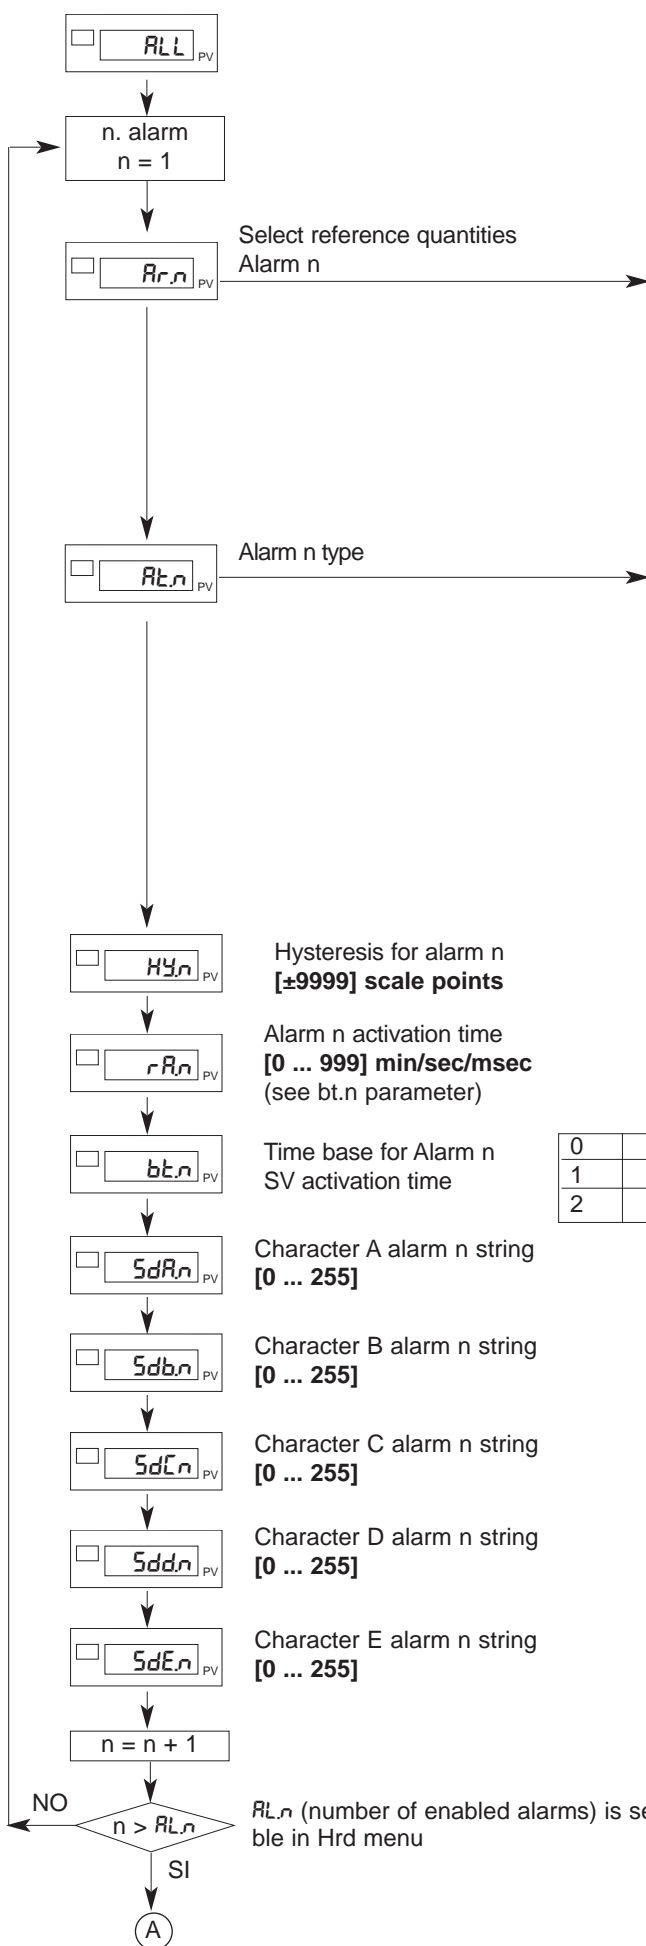 ALL
PV
n. alarm
n = 1
Select reference quantities
Alarm n
Ar.n
PV
Alarm n type
At.n
PV
Hysteresis for alarm n
[±9999] scale points
HY.n
PV
Alarm n activation time
[0 ... 999] min/sec/msec
(see bt.n parameter)
rA.n
PV
Time base for Alarm n
SV activation time
bt.n
PV
0
1
2
Character A alarm n string
[0 ... 255]
SdA.n
PV
Character B alarm n string
[0 ... 255]
Sdb.n
PV
Character C alarm n string
[0 ... 255]
SdC.n
PV
Character D alarm n string
[0 ... 255]
Sdd.n
PV
Character E alarm n string
[0 ... 255]
SdE.n
PV
n = n + 1
NO
n > AL.n
AL.n (number of enabled alarms) is se
ble in Hrd menu
SI
A